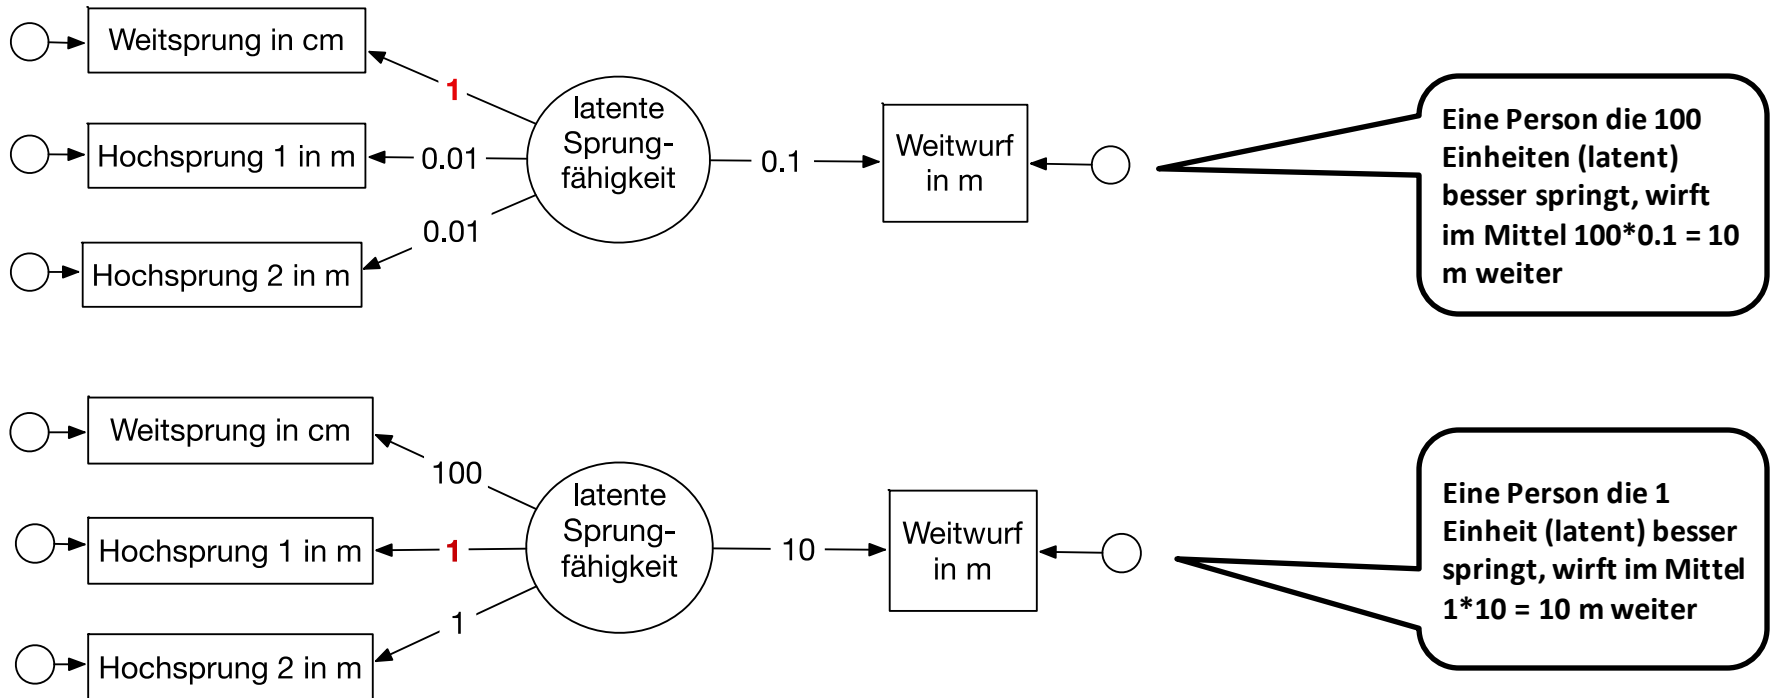 Weitsprung in cm
1
Hochsprung 1 in m
0.01
0.01
Hochsprung 2 in m
latente
Sprung-
fähigkeit
0.1
Weitwurf
in m
Eine Person die 100
Einheiten (latent)
besser springt, wirft
im Mittel 100*0.1 = 10
m weiter
Weitsprung in cm
100
Hochsprung 1 in m
1
1
Hochsprung 2 in m
latente
Sprung-
fähigkeit
10
Weitwurf
in m
Eine Person die 1
Einheit (latent) besser
springt, wirft im Mittel
1*10 = 10 m weiter